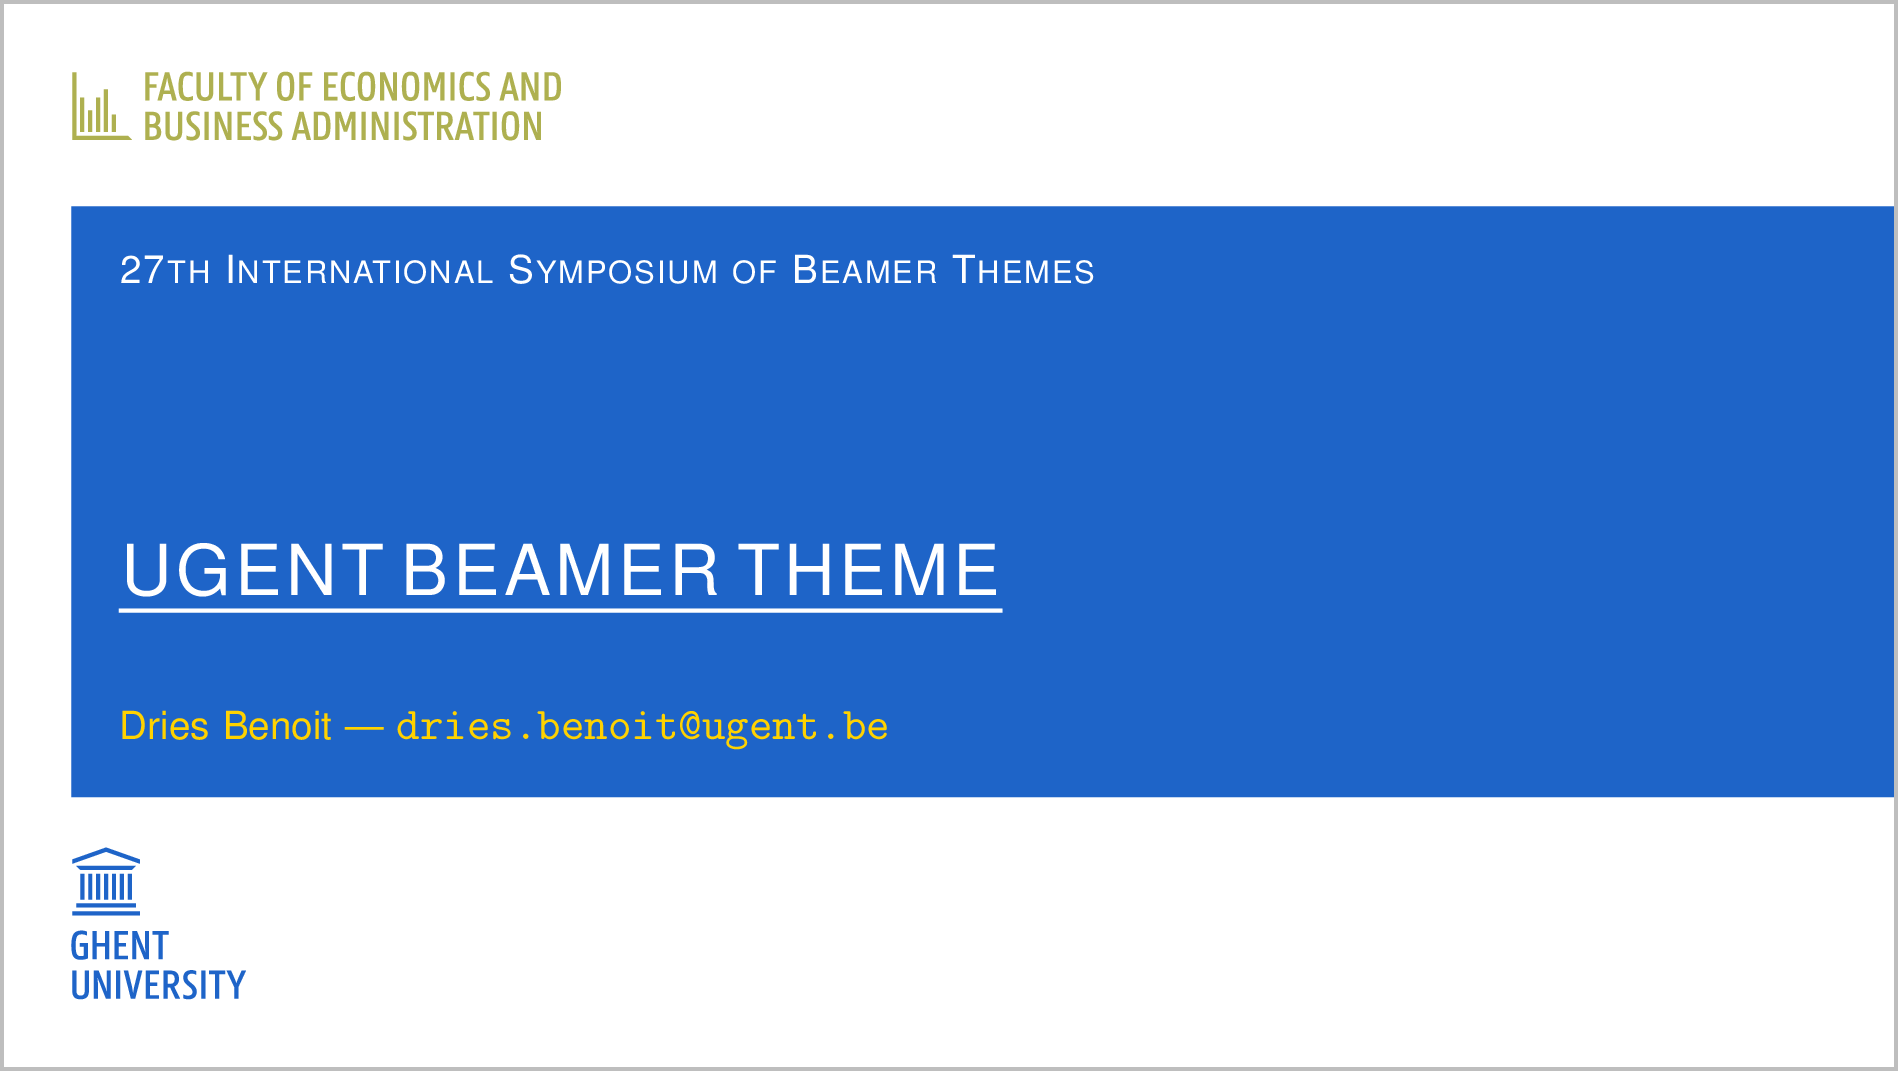 FACULTY OF ECONOMICS AND
BUSINESS ADMINISTRATION
27TH INTERNATIONAL SYMPOSIUM OF BEAMER THEMES
UGENT BEAMER THEME
Dries Benoit — dries.benoit@ugent.be
GHENT
UNIVERSITY